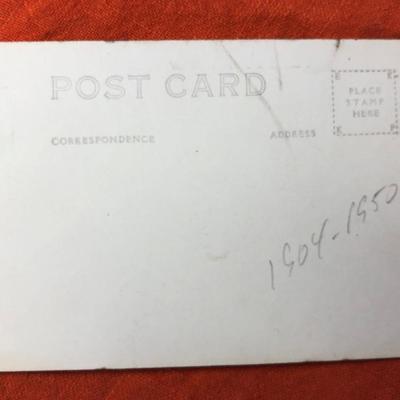 POST CARD
CORRESPONDENCE
ADDRESS
E E
PLACE
STAMP
HERE
K P
1904-1950